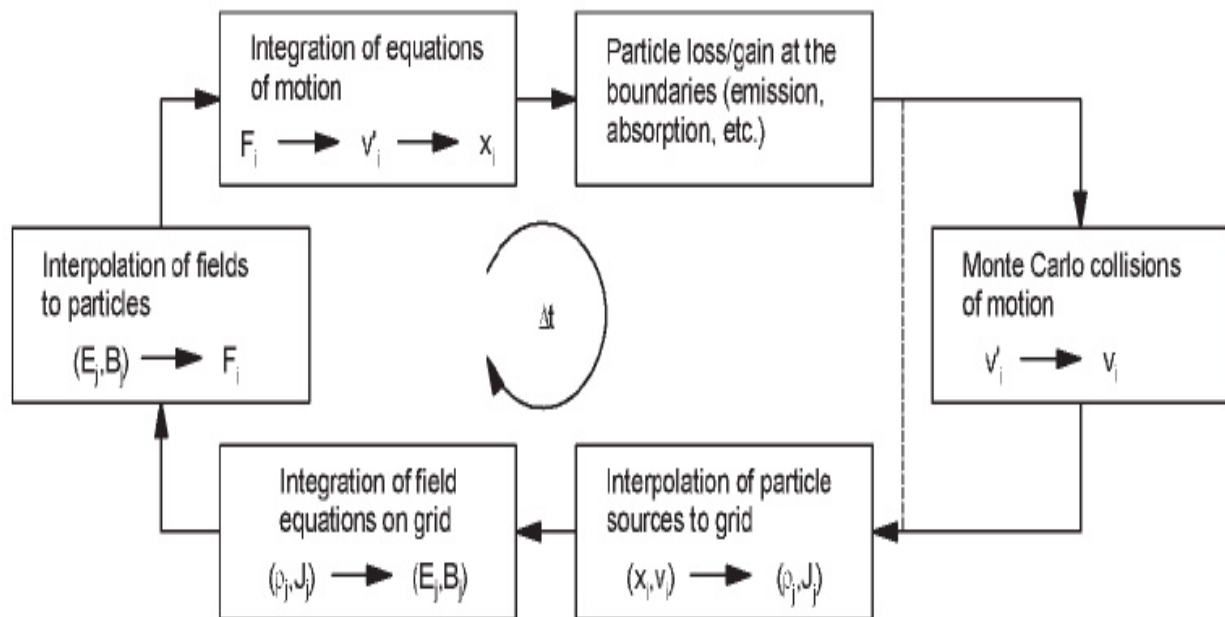 Integration of equations
of motion
F_i → v'_i → x_i
Particle loss/gain at the
boundaries (emission,
absorption, etc.)
Interpolation of fields
to particles
(E_j,B_j) → F_i
Δt
Monte Carlo collisions
of motion
v'_i → v_i
Integration of field
equations on grid
(ρ_j,J_j) → (E_j,B_j)
Interpolation of particle
sources to grid
(x_i,v_i) → (ρ_j,J_j)